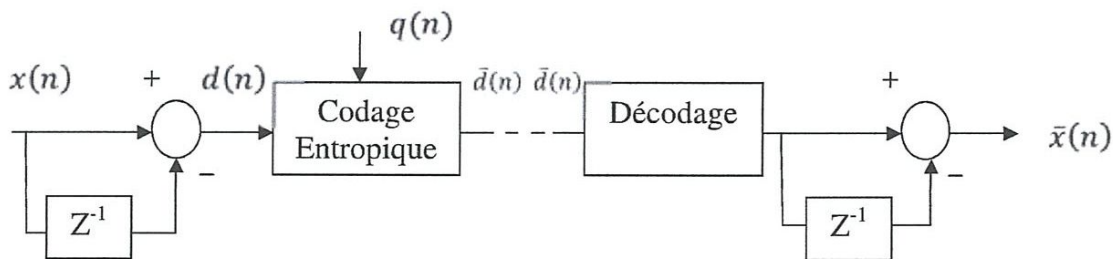 q(n)
x(n) + d(n) d̄(n) d̄(n) +
Codage
Entropique
Décodage
x̄(n)
− −
Z⁻¹ Z⁻¹